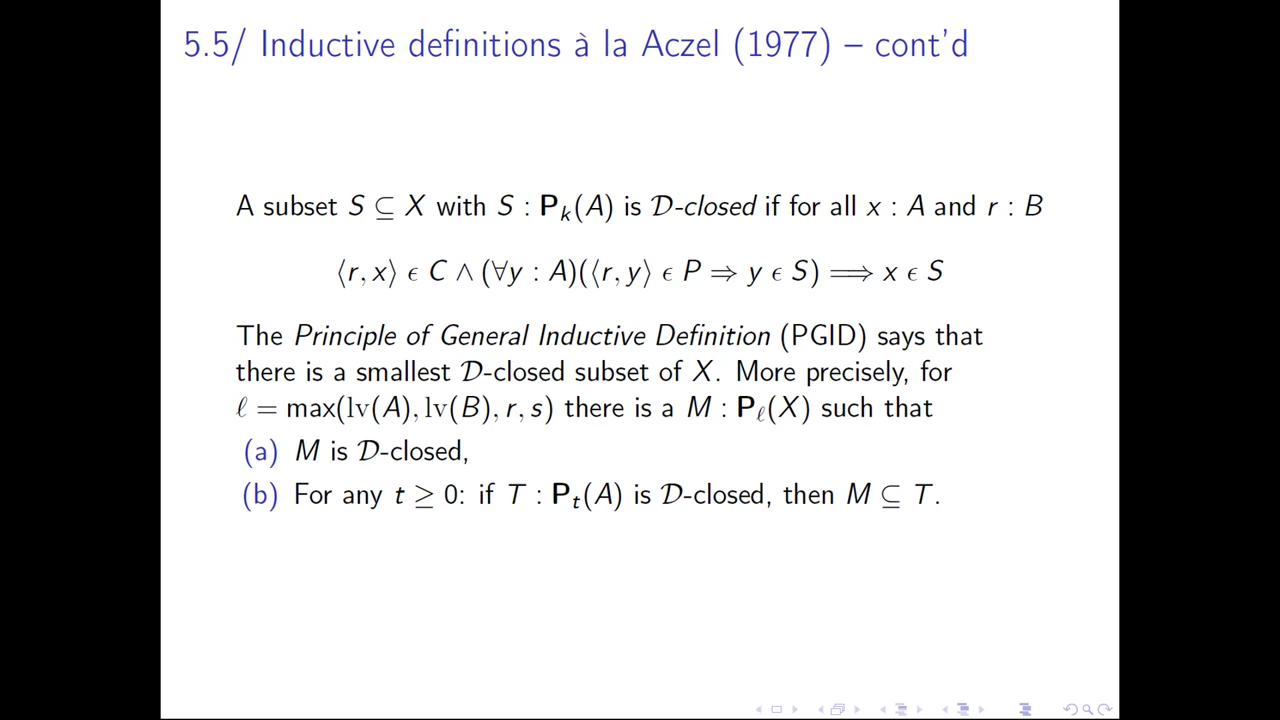 5.5/ Inductive definitions à la Aczel (1977) – cont'd
A subset S ⊆ X with S : P_k(A) is D-closed if for all x : A and r : B
⟨r, x⟩ ϵ C ∧ (∀y : A)(⟨r, y⟩ ϵ P ⇒ y ϵ S) ⟹ x ϵ S
The Principle of General Inductive Definition (PGID) says that
there is a smallest D-closed subset of X. More precisely, for
ℓ = max(lv(A), lv(B), r, s) there is a M : P_ℓ(X) such that
(a) M is D-closed,
(b) For any t ≥ 0: if T : P_t(A) is D-closed, then M ⊆ T.